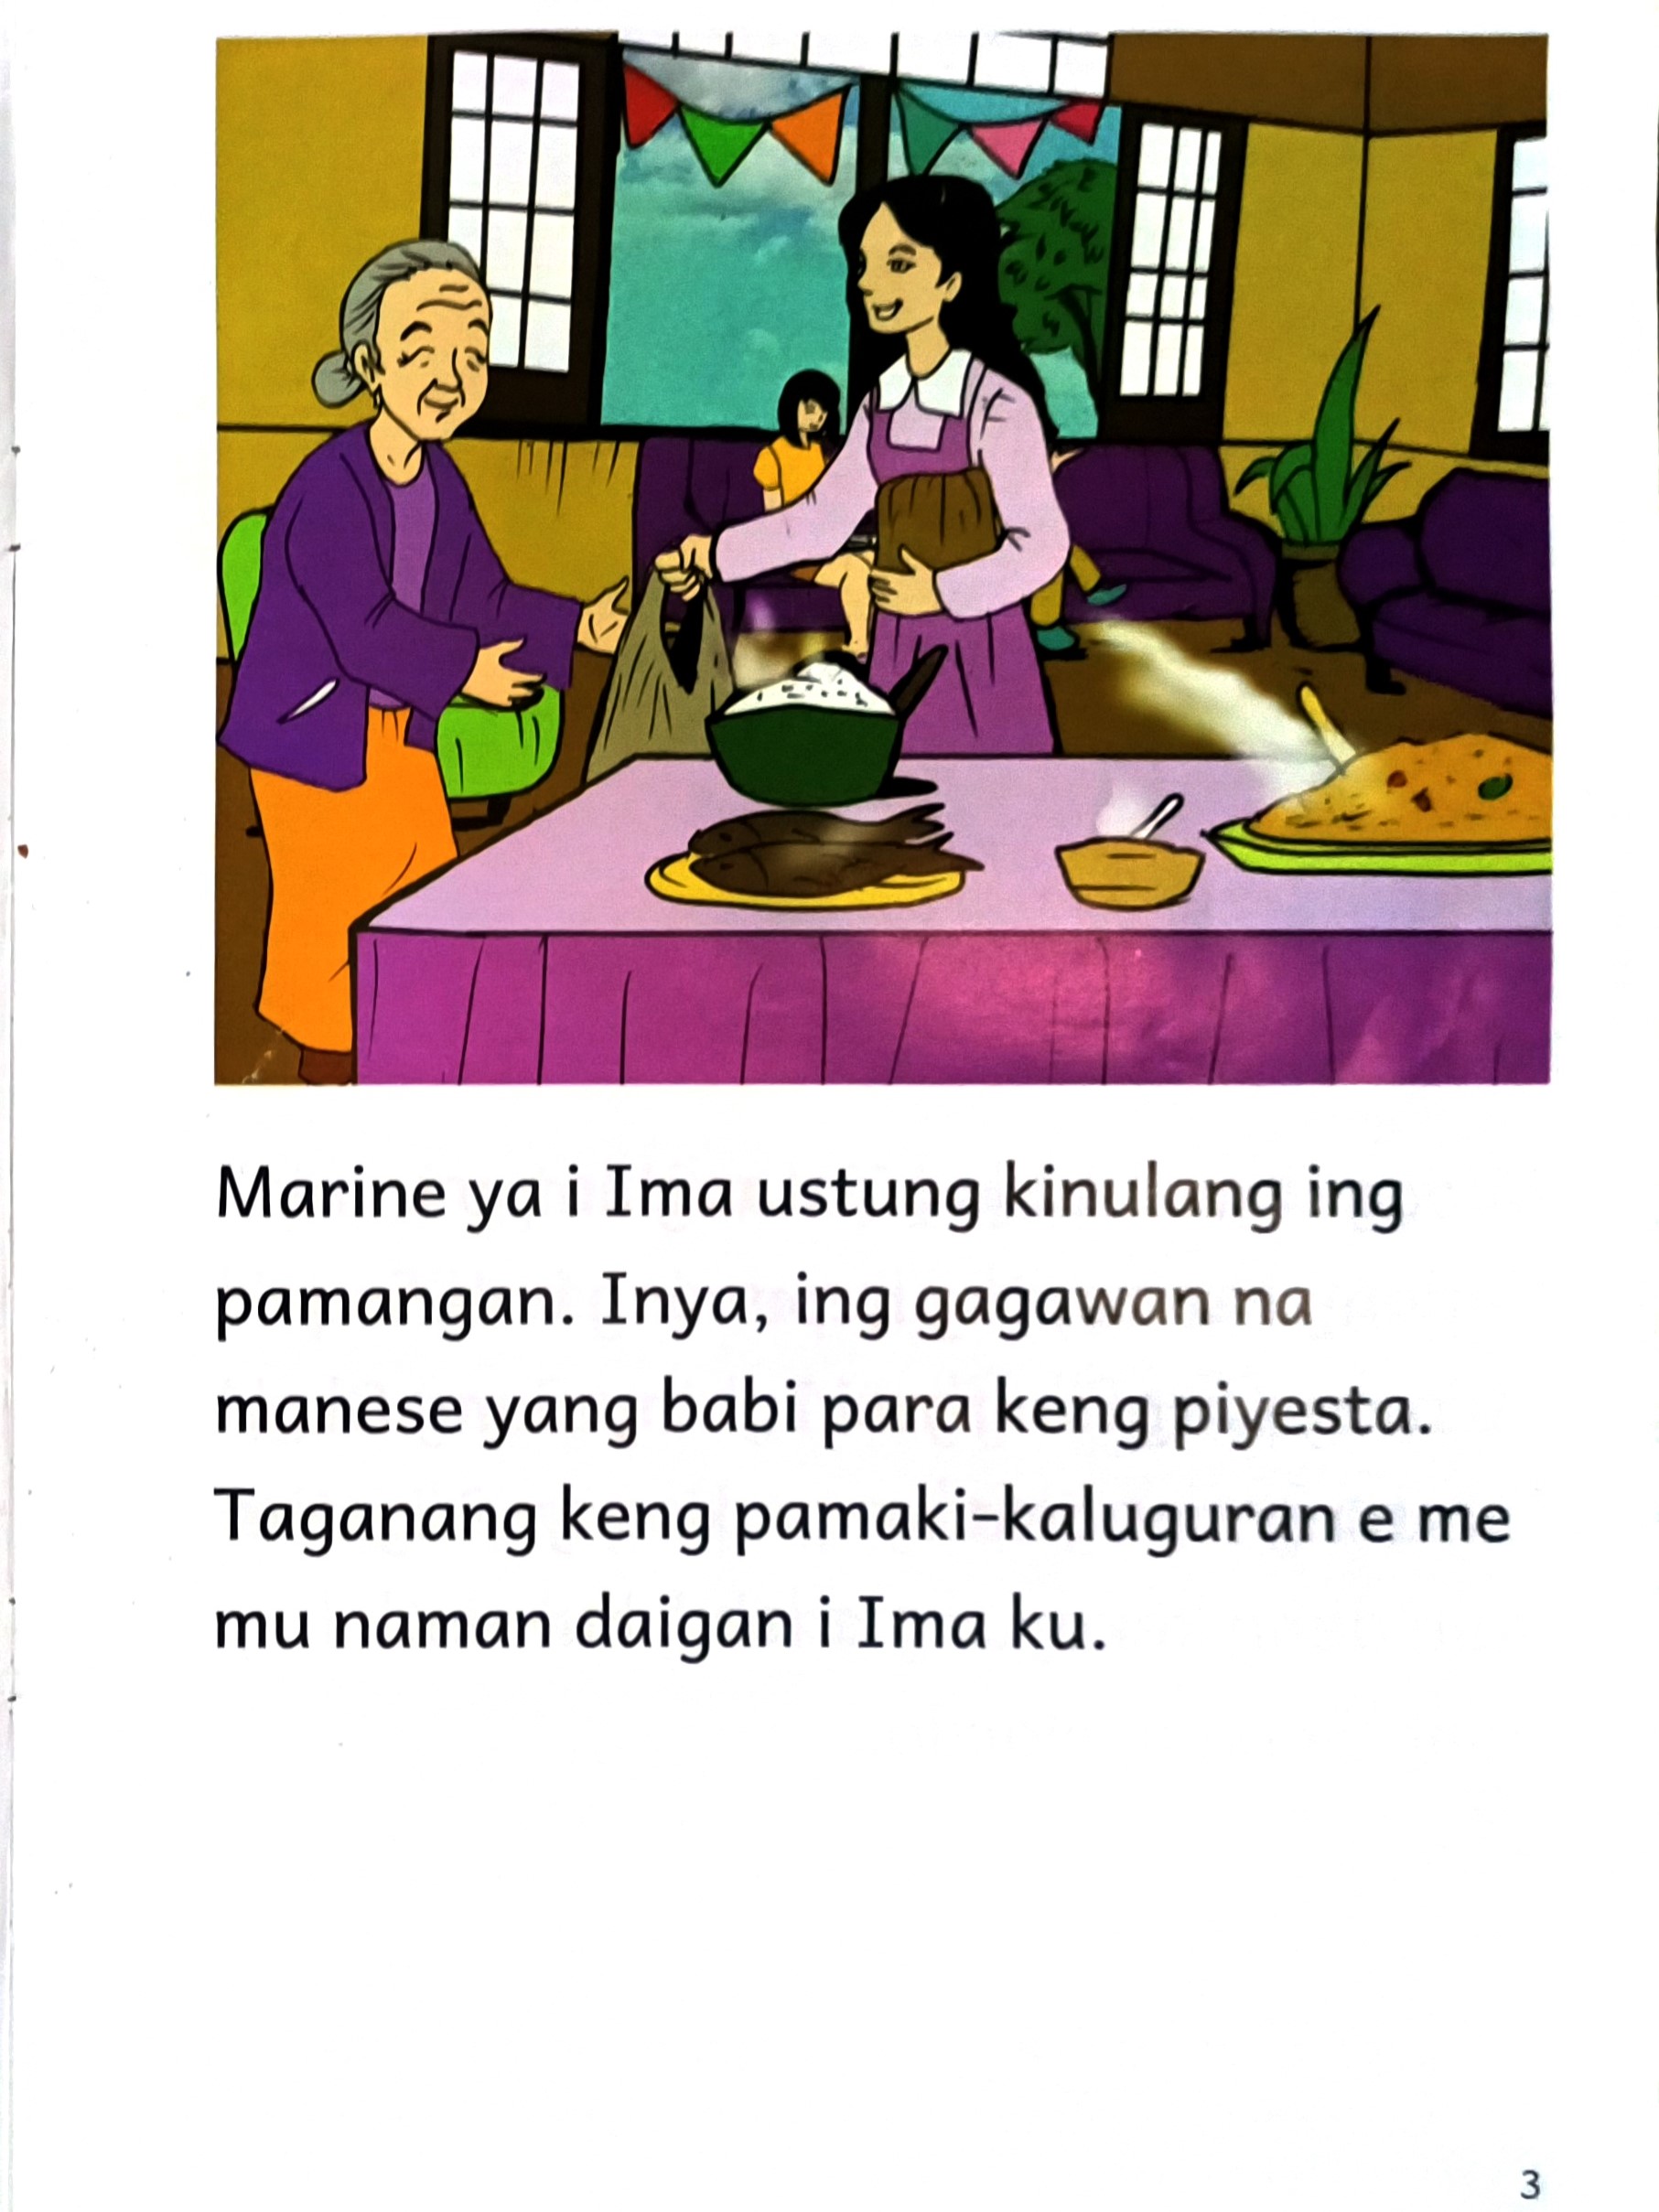 Marine ya i Ima ustung kinulang ing
pamangan. Inya, ing gagawan na
manese yang babi para keng piyesta.
Taganang keng pamaki-kaluguran e me
mu naman daigan i Ima ku.
3